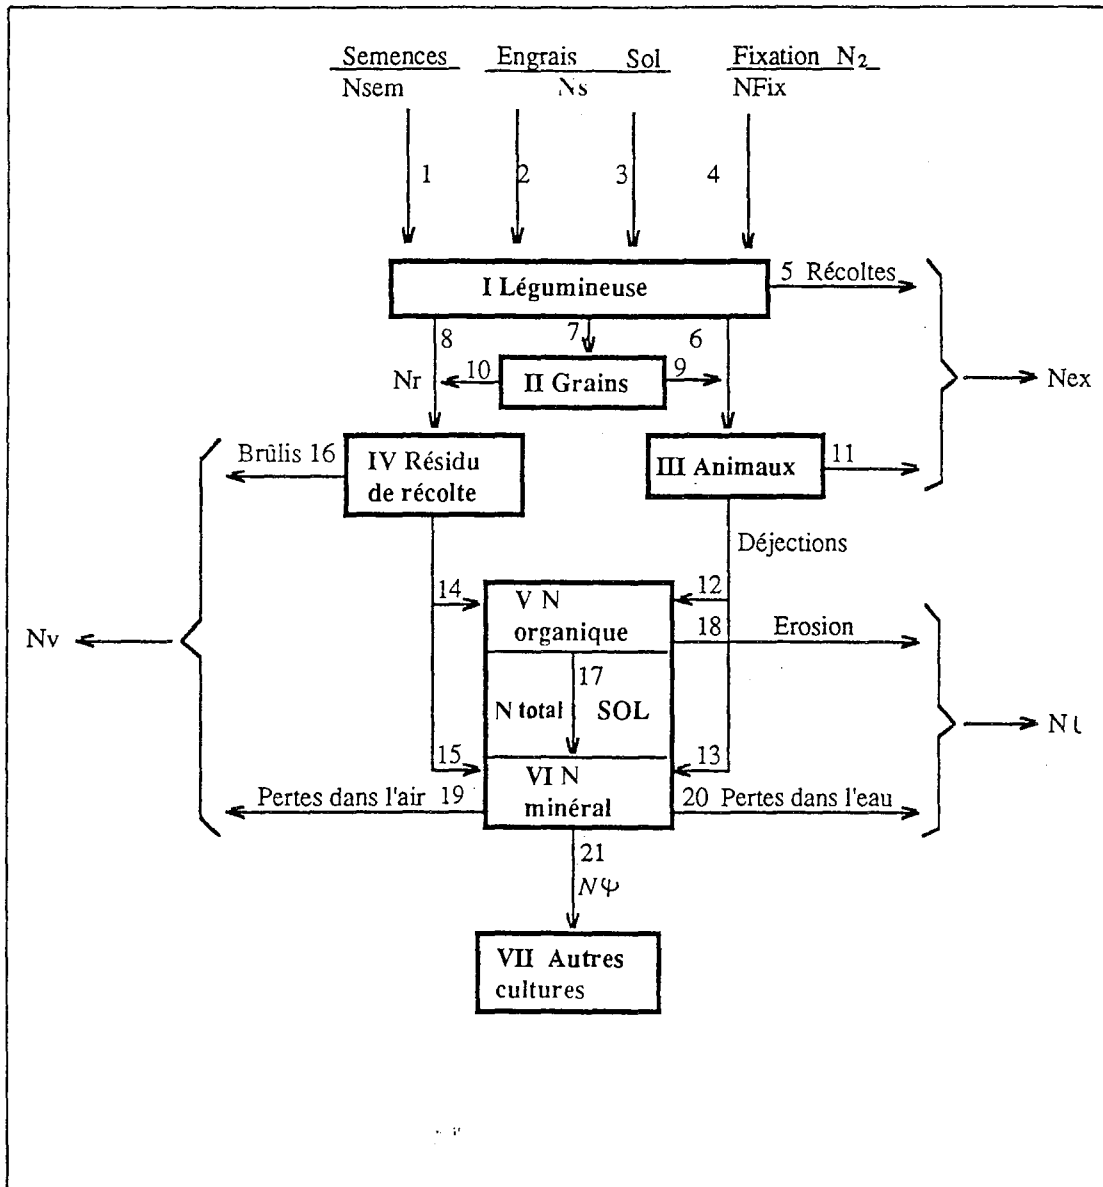 Semences Engrais Sol Fixation N2
Nsem Ns NFix
1 2 3 4
I Légumineuse
5 Récoltes
8 7 6
Nr 10 II Grains 9
Nex
Brûlis 16
IV Résidu
de récolte
III Animaux
11
Déjections
14
V N
organique
12
18 Erosion
Nv
17
N total SOL
Nl
15
VI N
minéral
13
Pertes dans l'air 19
20 Pertes dans l'eau
21
NΨ
VII Autres
cultures